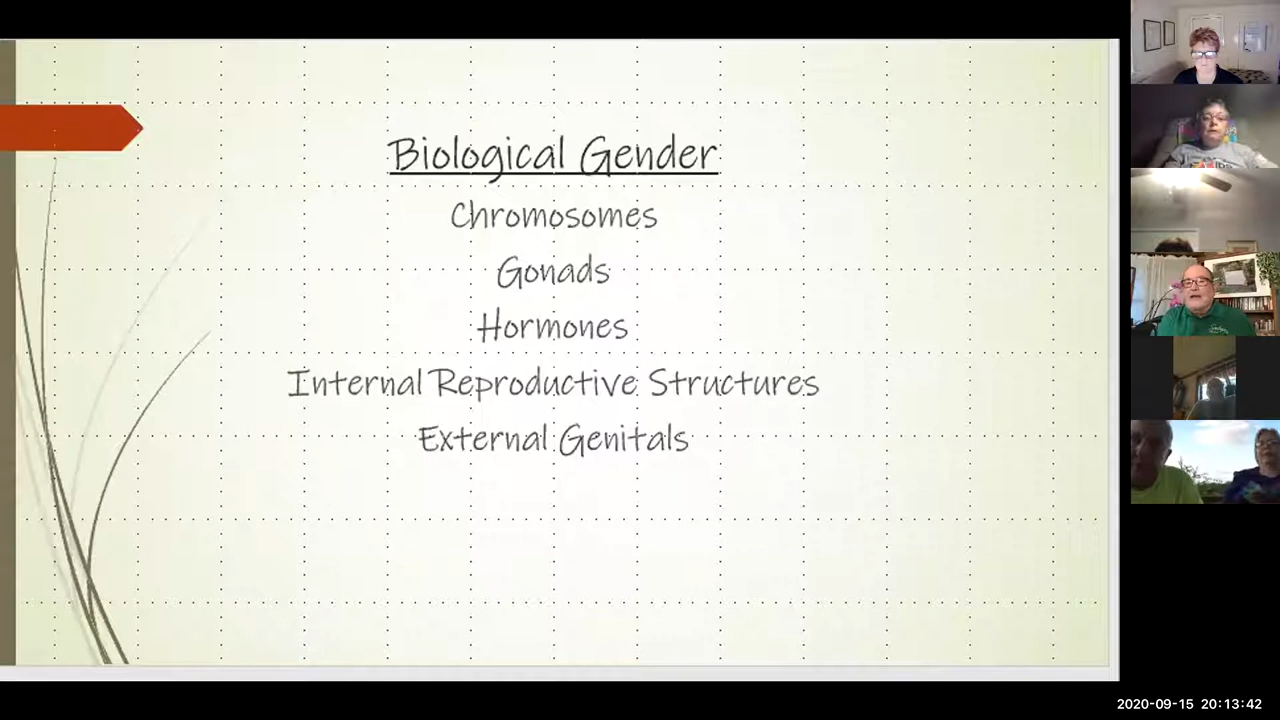 Biological Gender
Chromosomes
Gonads
Hormones
Internal Reproductive Structures
External Genitals
2020-09-15 20:13:42